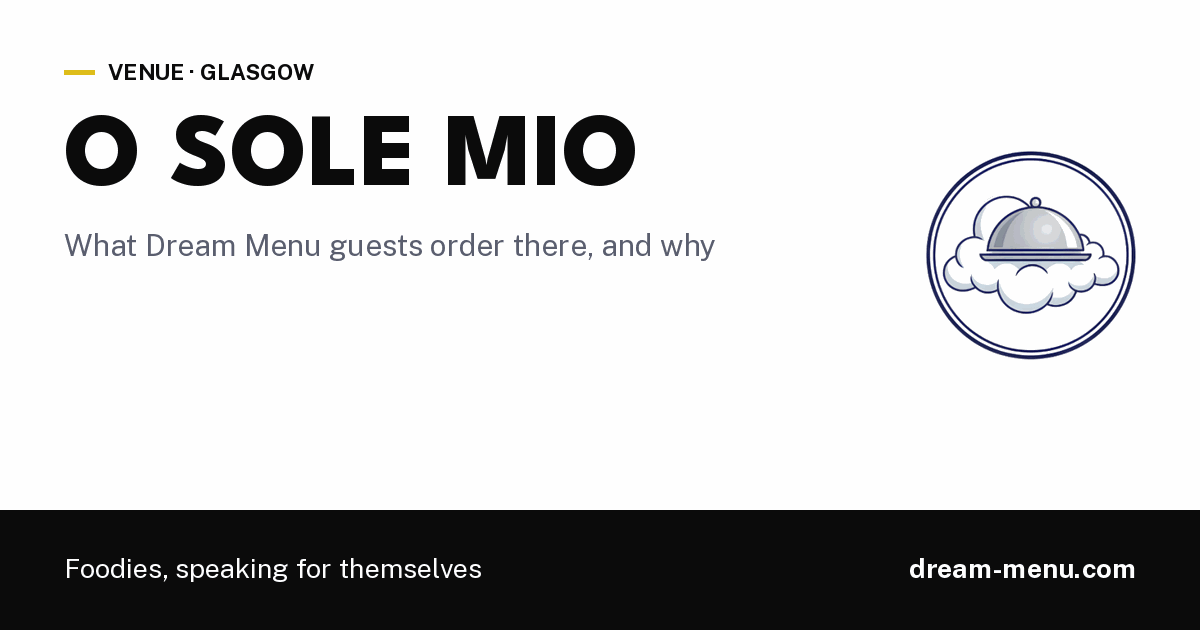 VENUE · GLASGOW
O SOLE MIO
What Dream Menu guests order there, and why
Foodies, speaking for themselves
dream-menu.com